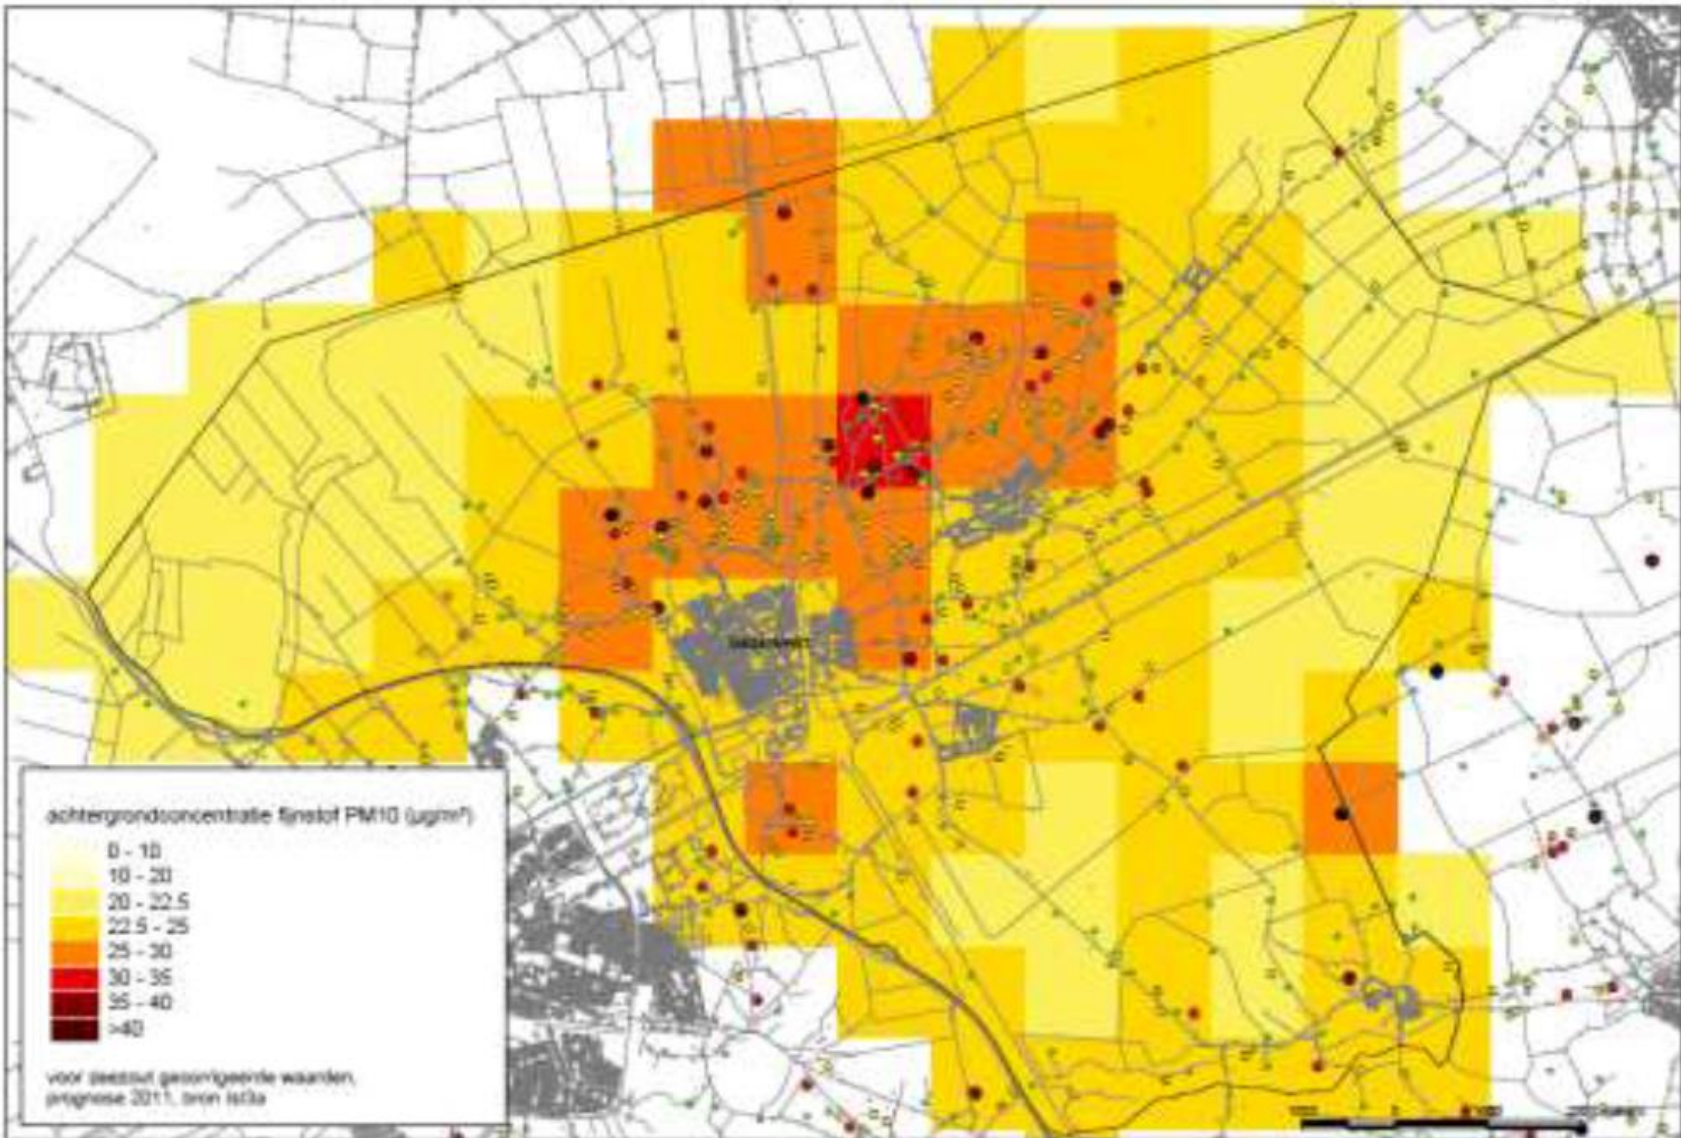 achtergrondconcentratie fijnstof PM10 (µg/m³)
0 - 10
10 - 20
20 - 22.5
22.5 - 25
25 - 30
30 - 35
35 - 40
>40
voor zeezout gecorrigeerde waarden,
prognose 2011, bron